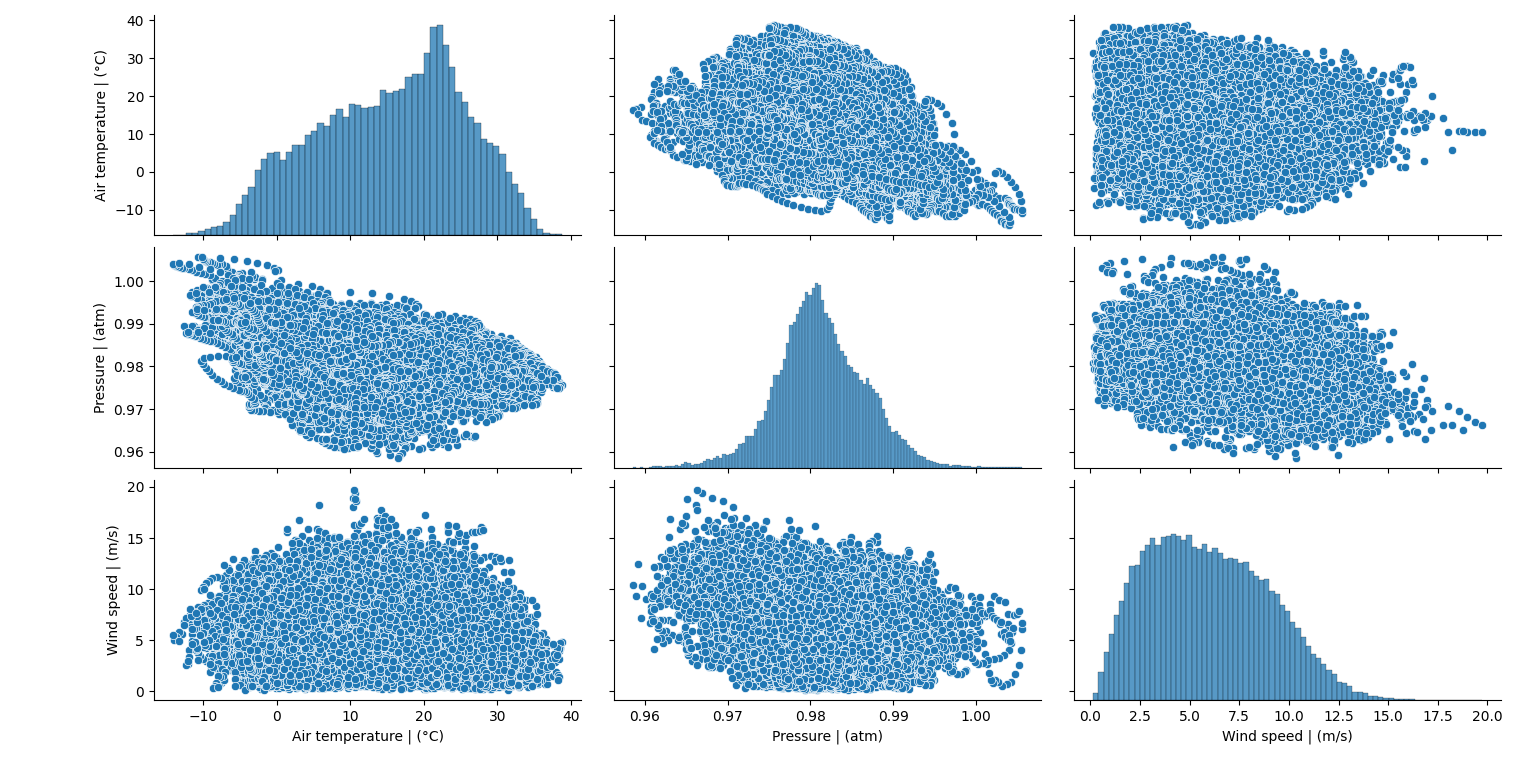 40
30
20
10
0
−10
Air temperature | (°C)
1.00
0.99
0.98
0.97
0.96
Pressure | (atm)
20
15
10
5
0
Wind speed | (m/s)
−10 0 10 20 30 40
0.96 0.97 0.98 0.99 1.00
0.0 2.5 5.0 7.5 10.0 12.5 15.0 17.5 20.0
Air temperature | (°C)
Pressure | (atm)
Wind speed | (m/s)